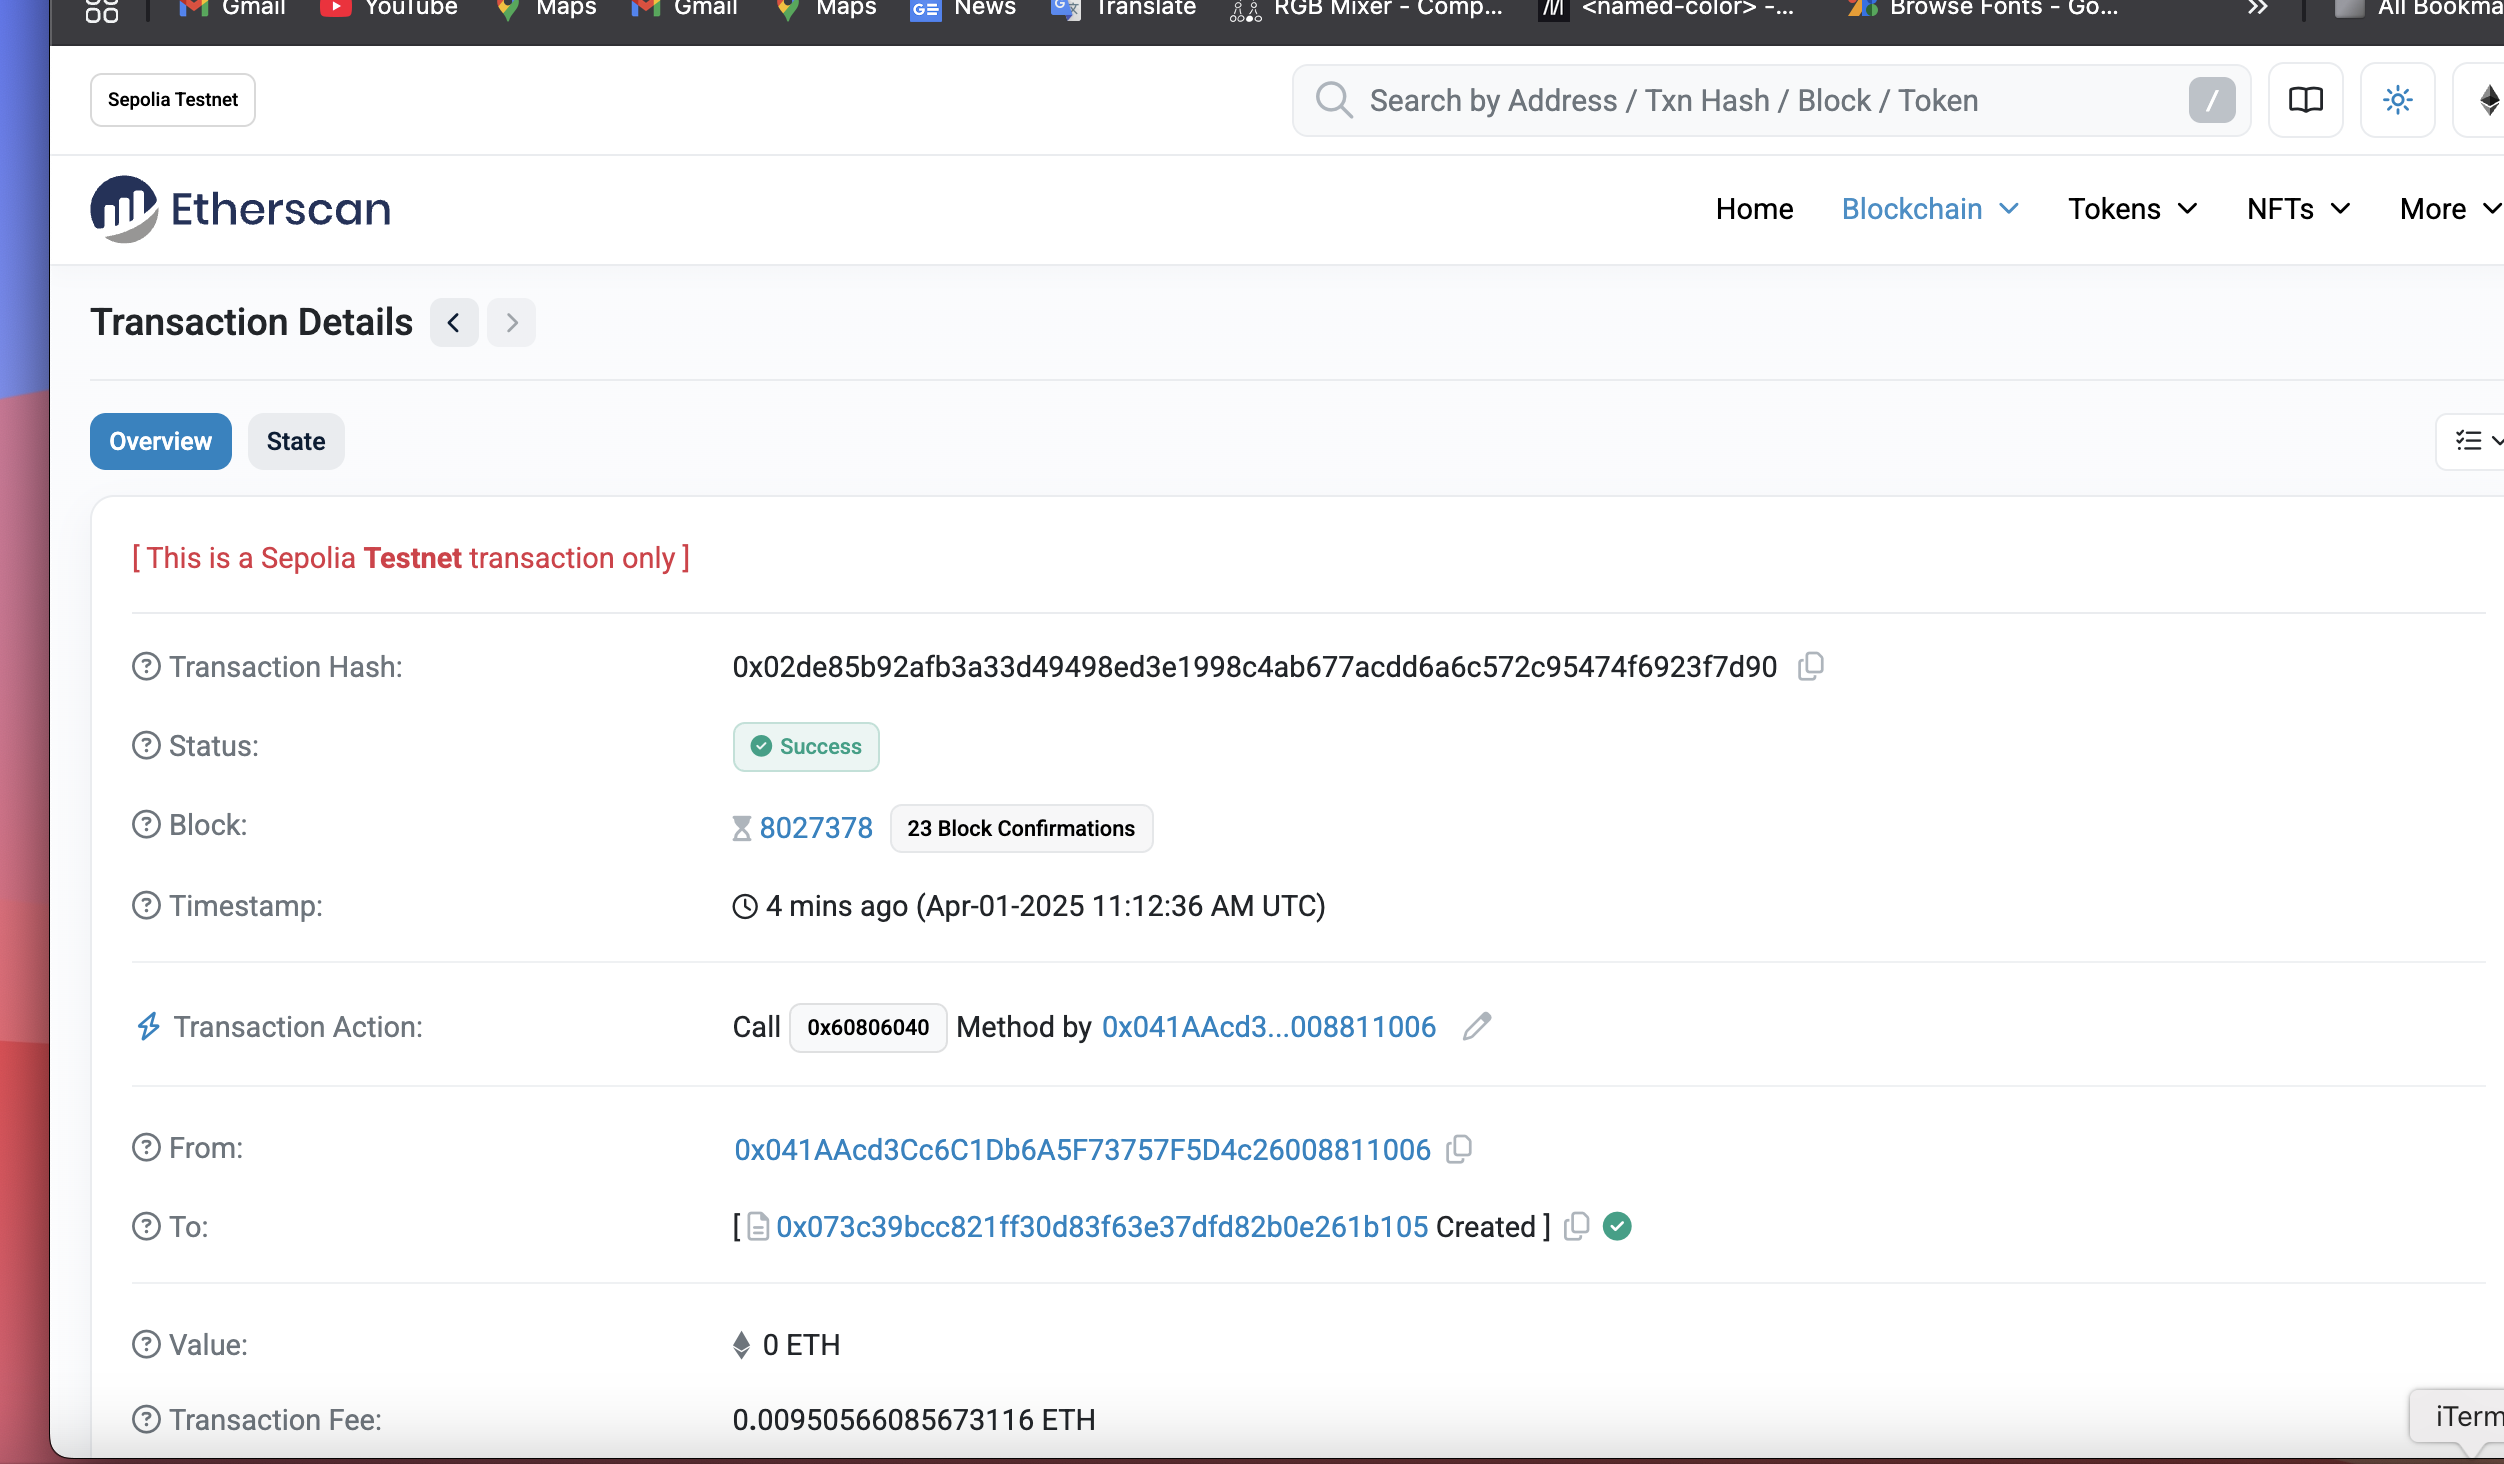 Gmail YouTube Maps Gmail Maps GE News Translate RGB Mixer - Comp... <named-color> -... Browse Fonts - Go... All Bookma
Sepolia Testnet Search by Address / Txn Hash / Block / Token /
Etherscan Home Blockchain Tokens NFTs More
Transaction Details
Overview State
[ This is a Sepolia Testnet transaction only ]
Transaction Hash: 0x02de85b92afb3a33d49498ed3e1998c4ab677acdd6a6c572c95474f6923f7d90
Status: Success
Block: 8027378 23 Block Confirmations
Timestamp: 4 mins ago (Apr-01-2025 11:12:36 AM UTC)
Transaction Action: Call 0x60806040 Method by 0x041AAcd3...008811006
From: 0x041AAcd3Cc6C1Db6A5F73757F5D4c26008811006
To: [ 0x073c39bcc821ff30d83f63e37dfd82b0e261b105 Created ]
Value: 0 ETH
Transaction Fee: 0.00950566085673116 ETH
iTerm